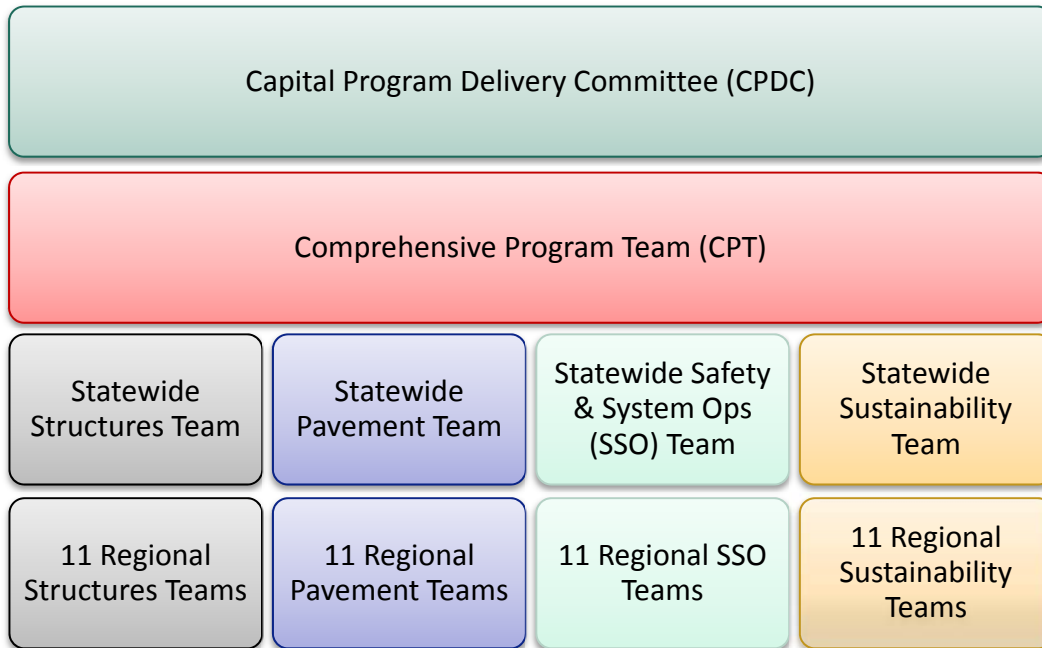 Capital Program Delivery Committee (CPDC)
Comprehensive Program Team (CPT)
Statewide
Structures Team
Statewide
Pavement Team
Statewide Safety
& System Ops
(SSO) Team
Statewide
Sustainability
Team
11 Regional
Structures Teams
11 Regional
Pavement Teams
11 Regional SSO
Teams
11 Regional
Sustainability
Teams